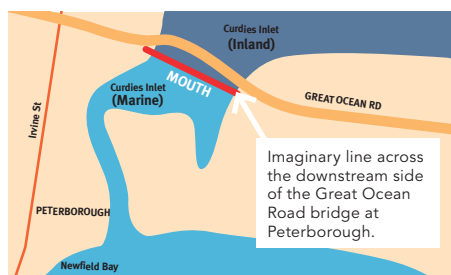 Curdies Inlet
(Inland)
MOUTH
Curdies Inlet
(Marine)
GREAT OCEAN RD
Irvine St
Imaginary line across
the downstream side
of the Great Ocean
Road bridge at
Peterborough.
PETERBOROUGH
Newfield Bay